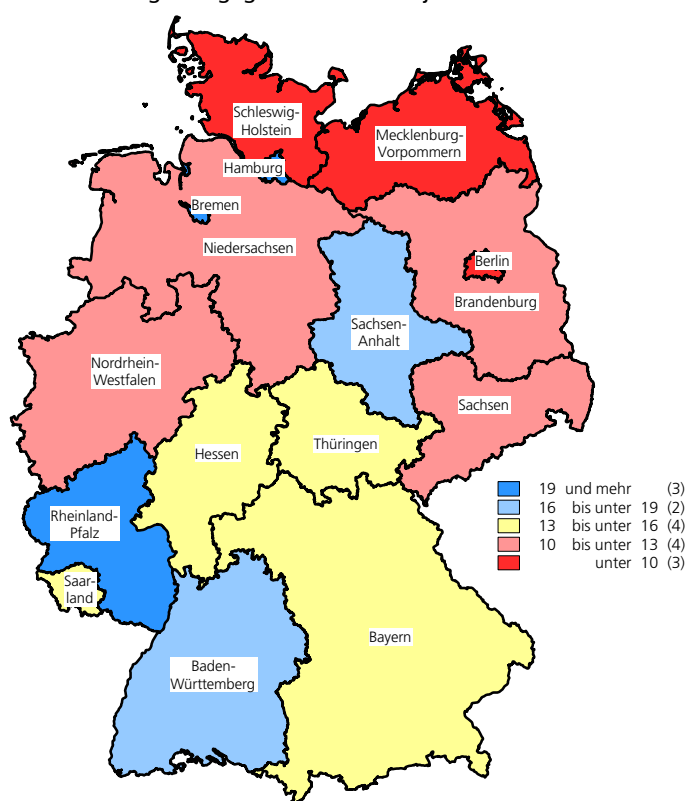 Schleswig-
Holstein
Mecklenburg-
Vorpommern
Hamburg
Bremen
Niedersachsen
Berlin
Brandenburg
Sachsen-
Anhalt
Nordrhein-
Westfalen
Sachsen
Thüringen
Hessen
19 und mehr (3)
16 bis unter 19 (2)
13 bis unter 16 (4)
10 bis unter 13 (4)
unter 10 (3)
Rheinland-
Pfalz
Saar-
land
Bayern
Baden-
Württemberg